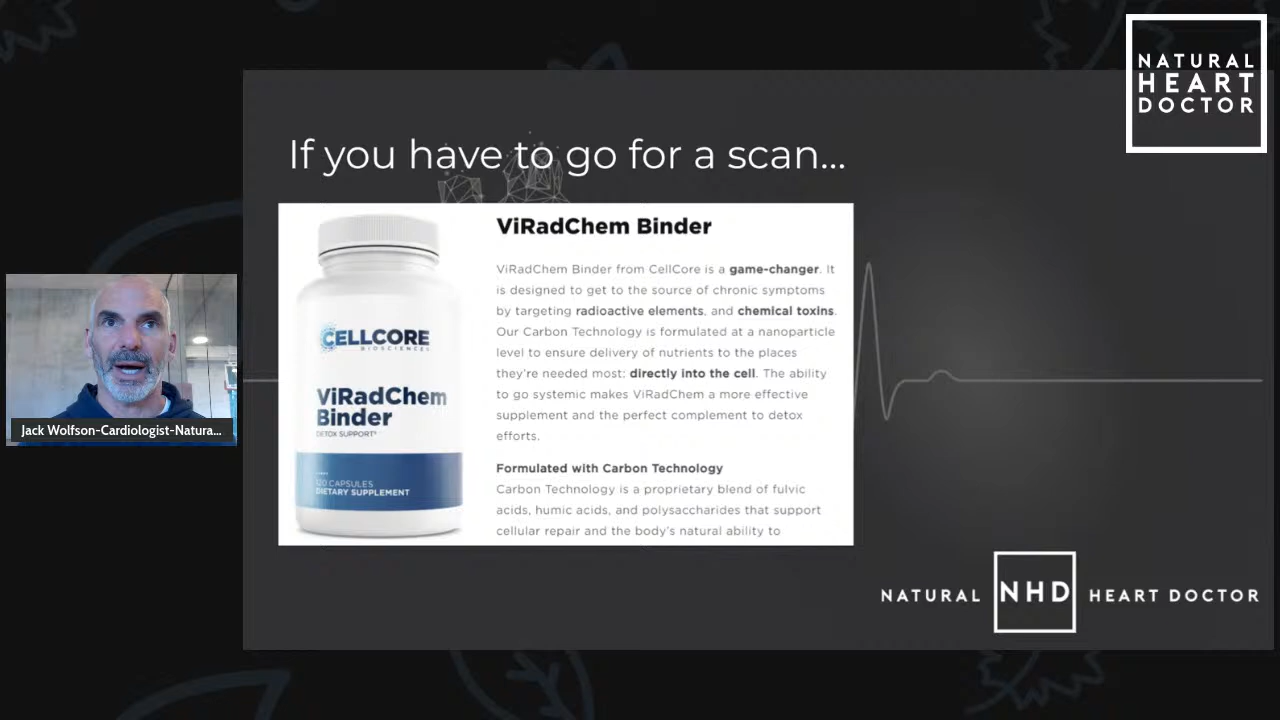 NATURAL
HEART
DOCTOR
If you have to go for a scan...
CELLCORE
BIOSCIENCES
ViRadChem
Binder
DETOX SUPPORT*
120 CAPSULES
DIETARY SUPPLEMENT
ViRadChem Binder
ViRadChem Binder from CellCore is a game-changer. It
is designed to get to the source of chronic symptoms
by targeting radioactive elements, and chemical toxins.
Our Carbon Technology is formulated at a nanoparticle
level to ensure delivery of nutrients to the places
they're needed most: directly into the cell. The ability
to go systemic makes ViRadChem a more effective
supplement and the perfect complement to detox
efforts.
Formulated with Carbon Technology
Carbon Technology is a proprietary blend of fulvic
acids, humic acids, and polysaccharides that support
cellular repair and the body's natural ability to
Jack Wolfson-Cardiologist-Natura...
NATURAL NHD HEART DOCTOR